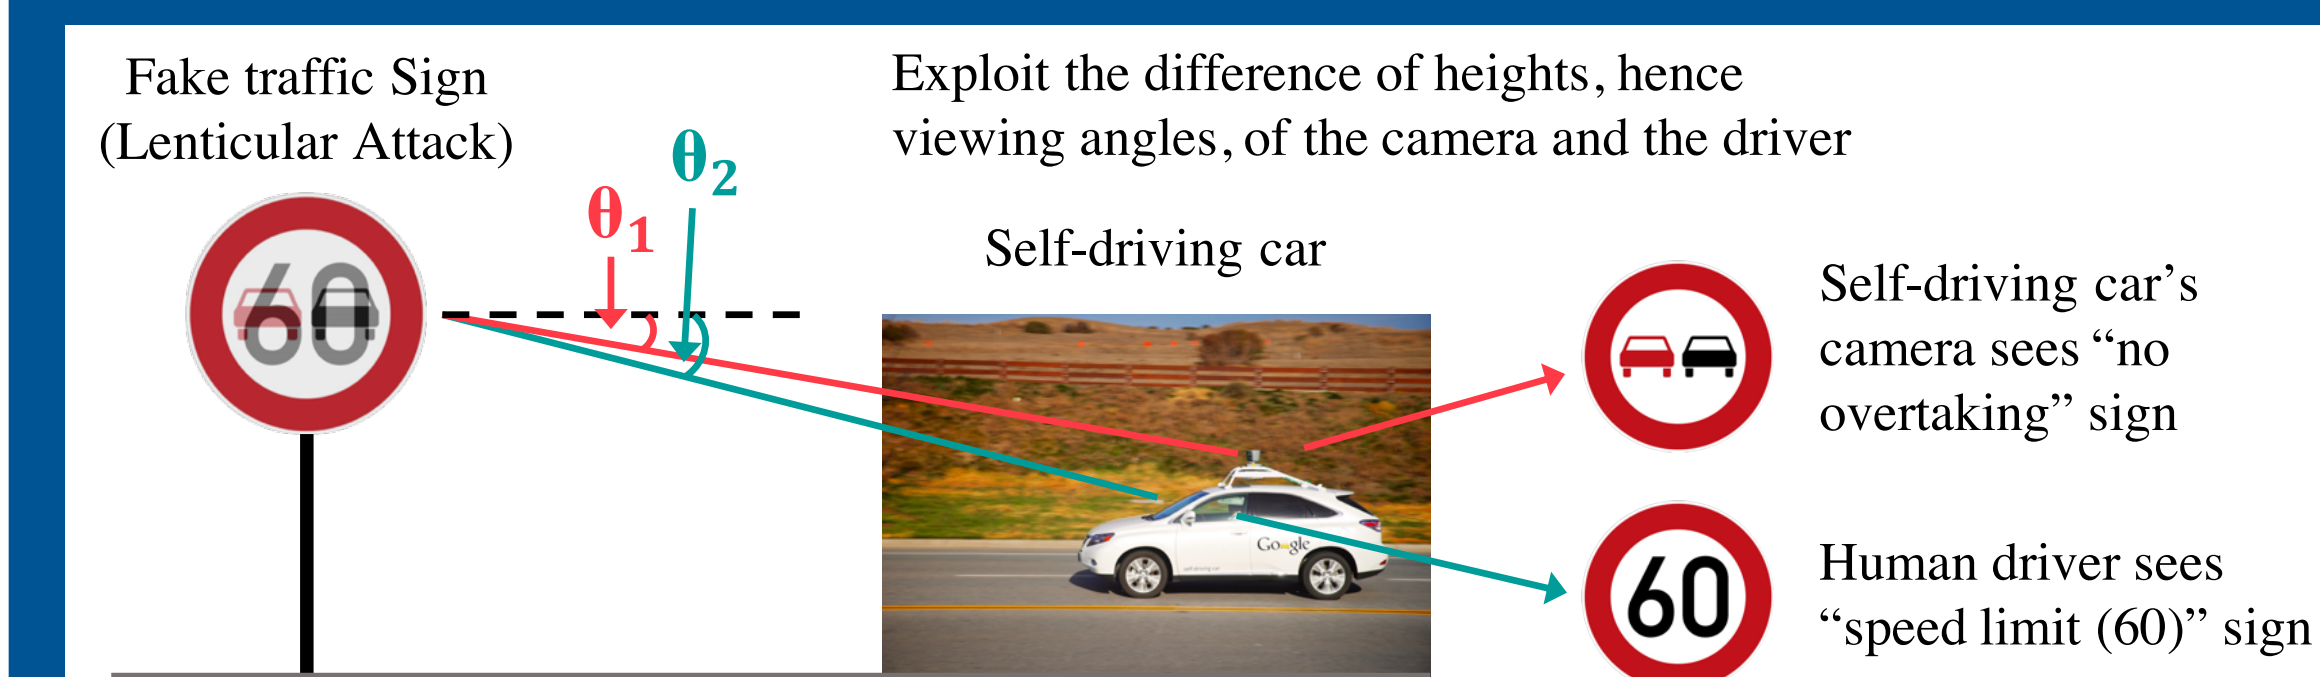 Fake traffic Sign
(Lenticular Attack)
60
θ1
θ2
Exploit the difference of heights, hence
viewing angles, of the camera and the driver
Self-driving car
Google
Self-driving car’s
camera sees “no
overtaking” sign
60
Human driver sees
“speed limit (60)” sign